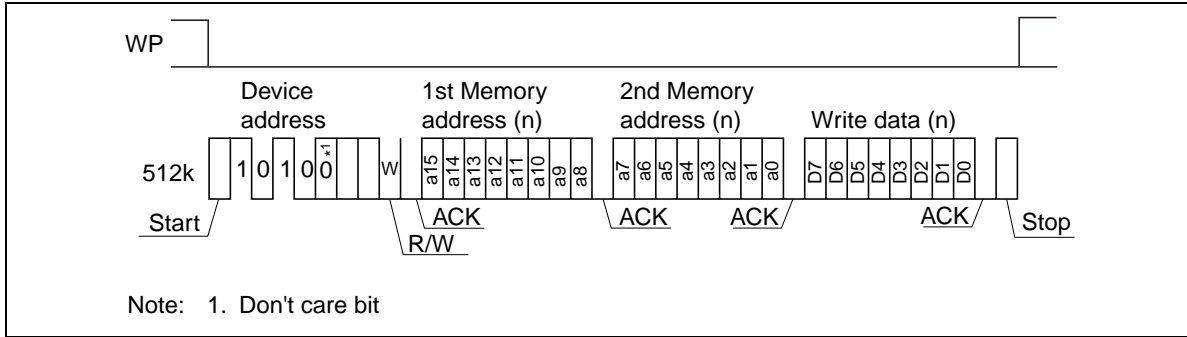 WP
Device 1st Memory 2nd Memory
address address (n) address (n) Write data (n)
512k 1 0 1 0 0 0*1 W a15 a14 a13 a12 a11 a10 a9 a8 a7 a6 a5 a4 a3 a2 a1 a0 D7 D6 D5 D4 D3 D2 D1 D0
Start ACK ACK ACK ACK Stop
R/W
Note: 1. Don't care bit